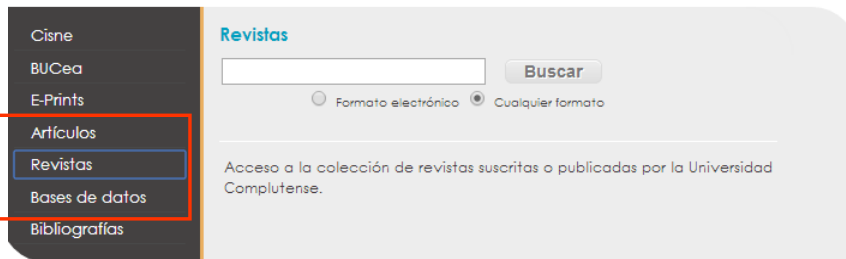 Cisne
BUCea
E-Prints
Artículos
Revistas
Bases de datos
Bibliografías
Revistas
Buscar
Formato electrónico Cualquier formato
Acceso a la colección de revistas suscritas o publicadas por la Universidad
Complutense.